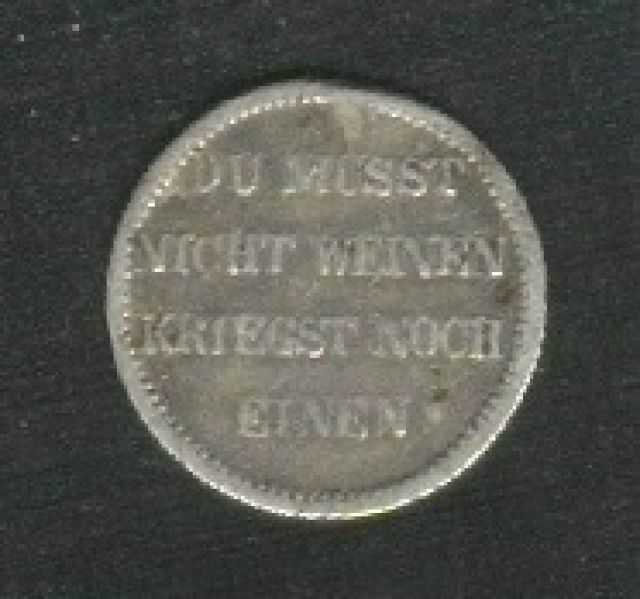 DU MUSST
NICHT WEINEN
KRIEGST NOCH
EINEN.